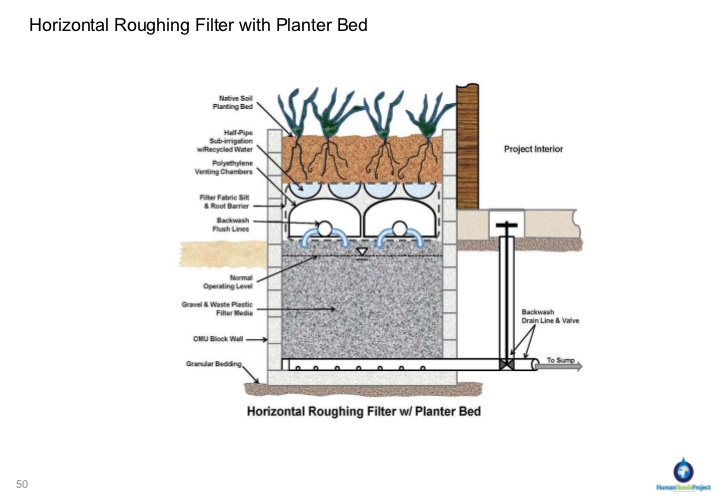 Horizontal Roughing Filter with Planter Bed
Native Soil
Planting Bed
Half-Pipe
Sub-irrigation
w/Recycled Water
Polyethylene
Venting Chambers
Filter Fabric Silt
& Root Barrier
Backwash
Flush Lines
Normal
Operating Level
Gravel & Waste Plastic
Filter Media
CMU Block Wall
Granular Bedding
Project Interior
Backwash
Drain Line & Valve
To Sump
Horizontal Roughing Filter w/ Planter Bed
50
HumanNeedsProject